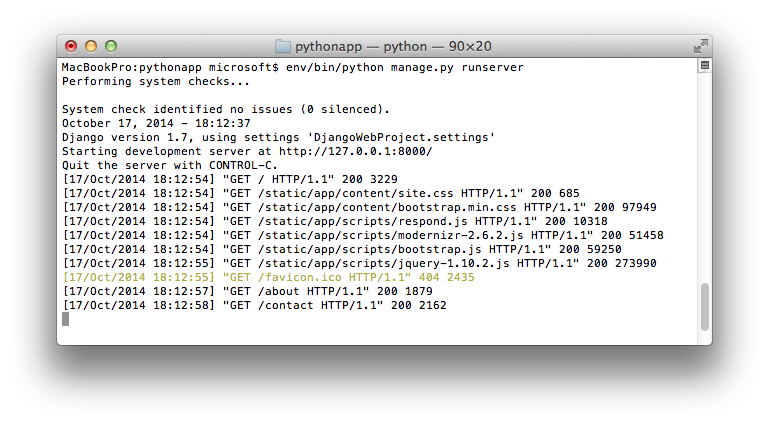 pythonapp — python — 90×20
MacBookPro:pythonapp microsoft$ env/bin/python manage.py runserver
Performing system checks...
System check identified no issues (0 silenced).
October 17, 2014 - 18:12:37
Django version 1.7, using settings 'DjangoWebProject.settings'
Starting development server at http://127.0.0.1:8000/
Quit the server with CONTROL-C.
[17/Oct/2014 18:12:54] "GET / HTTP/1.1" 200 3229
[17/Oct/2014 18:12:54] "GET /static/app/content/site.css HTTP/1.1" 200 685
[17/Oct/2014 18:12:54] "GET /static/app/content/bootstrap.min.css HTTP/1.1" 200 97949
[17/Oct/2014 18:12:54] "GET /static/app/scripts/respond.js HTTP/1.1" 200 10318
[17/Oct/2014 18:12:54] "GET /static/app/scripts/modernizr-2.6.2.js HTTP/1.1" 200 51458
[17/Oct/2014 18:12:54] "GET /static/app/scripts/bootstrap.js HTTP/1.1" 200 59250
[17/Oct/2014 18:12:55] "GET /static/app/scripts/jquery-1.10.2.js HTTP/1.1" 200 273990
[17/Oct/2014 18:12:55] "GET /favicon.ico HTTP/1.1" 404 2435
[17/Oct/2014 18:12:57] "GET /about HTTP/1.1" 200 1879
[17/Oct/2014 18:12:58] "GET /contact HTTP/1.1" 200 2162